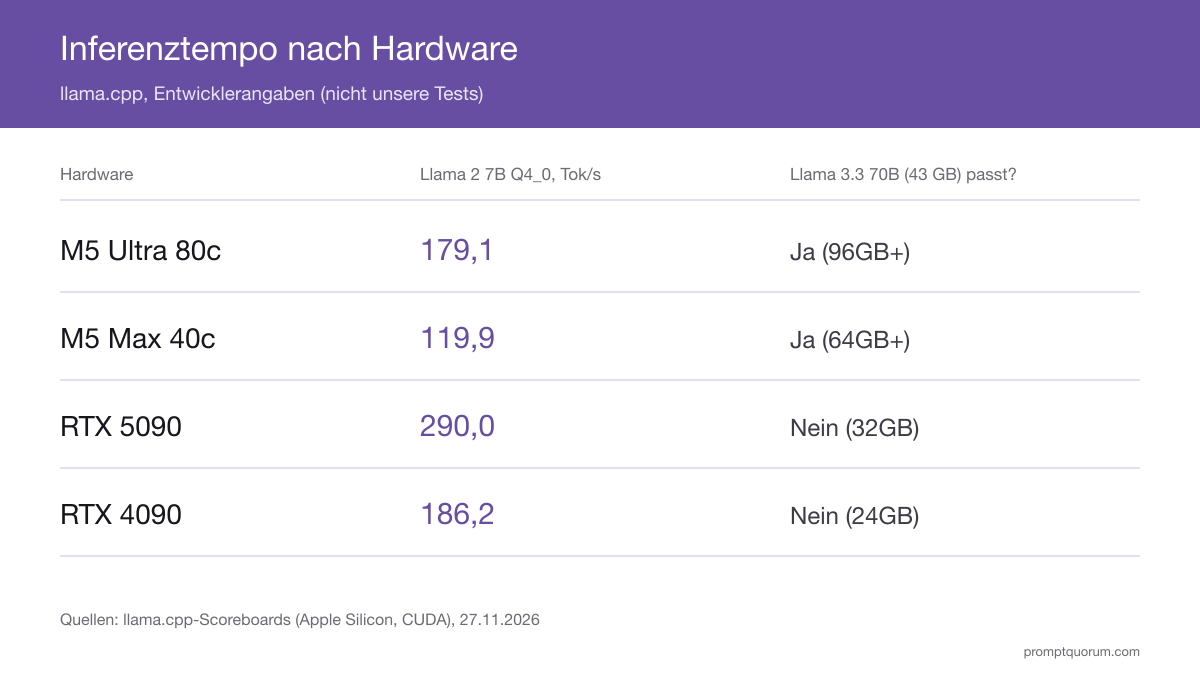 Inferenztempo nach Hardware
llama.cpp, Entwicklerangaben (nicht unsere Tests)
Hardware Llama 2 7B Q4_0, Tok/s Llama 3.3 70B (43 GB) passt?
M5 Ultra 80c 179,1 Ja (96GB+)
M5 Max 40c 119,9 Ja (64GB+)
RTX 5090 290,0 Nein (32GB)
RTX 4090 186,2 Nein (24GB)
Quellen: llama.cpp-Scoreboards (Apple Silicon, CUDA), 27.11.2026
promptquorum.com